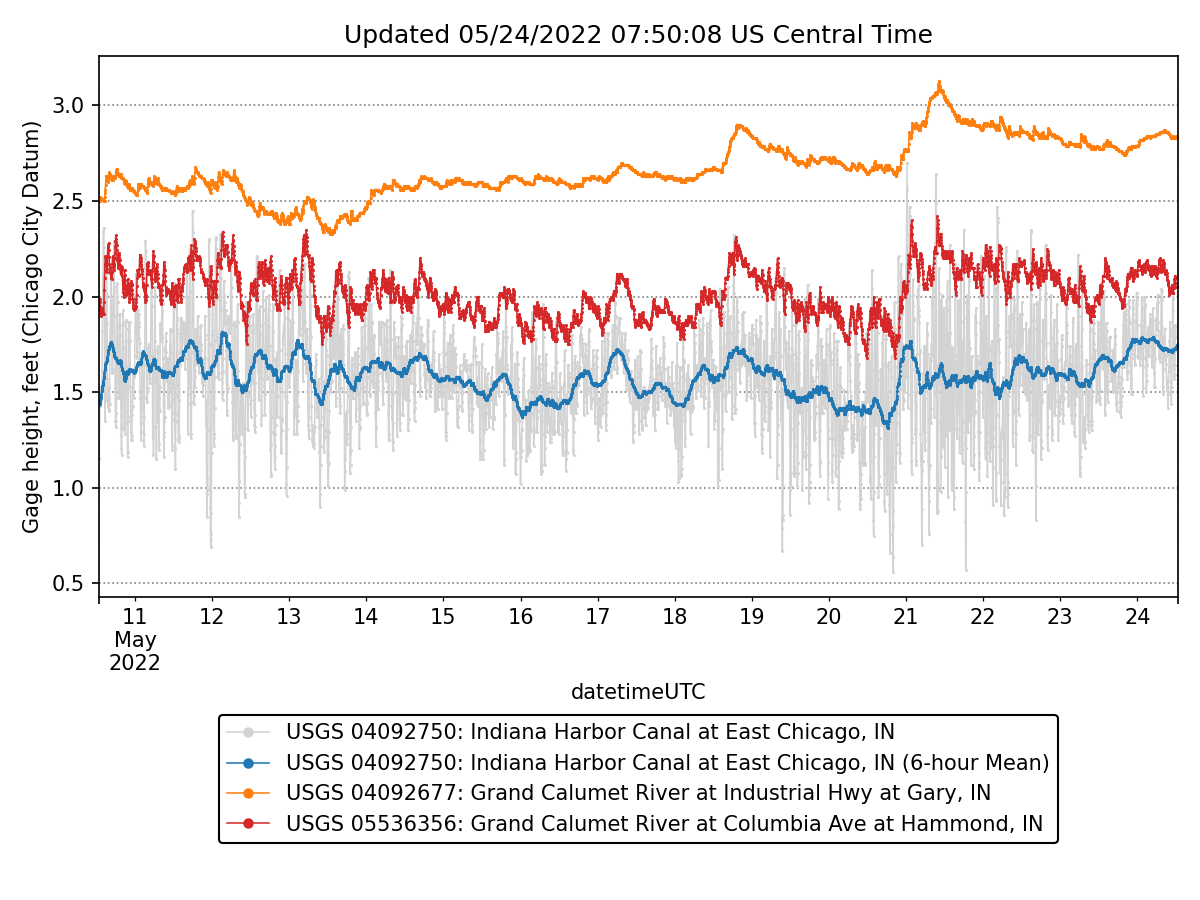 Updated 05/24/2022 07:50:08 US Central Time
Gage height, feet (Chicago City Datum)
3.0
2.5
2.0
1.5
1.0
0.5
11 12 13 14 15 16 17 18 19 20 21 22 23 24
May
2022
datetimeUTC
USGS 04092750: Indiana Harbor Canal at East Chicago, IN
USGS 04092750: Indiana Harbor Canal at East Chicago, IN (6-hour Mean)
USGS 04092677: Grand Calumet River at Industrial Hwy at Gary, IN
USGS 05536356: Grand Calumet River at Columbia Ave at Hammond, IN